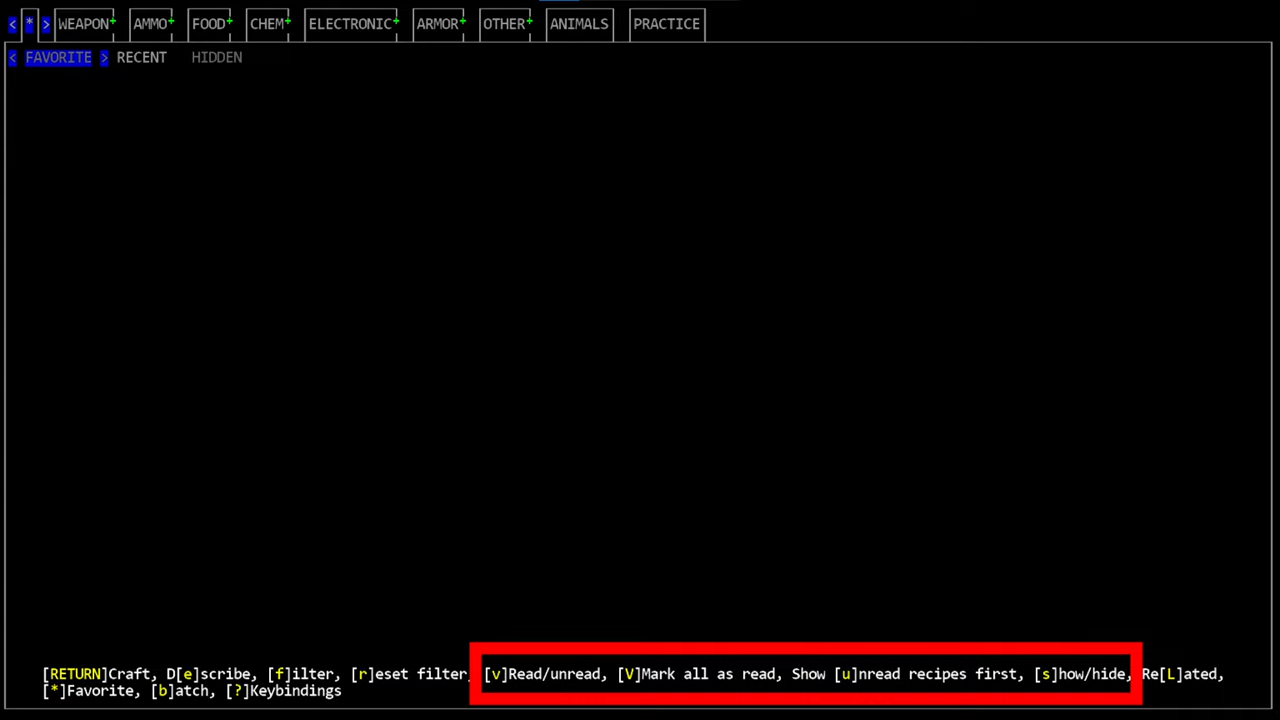 < * > WEAPON+ AMMO+ FOOD+ CHEM+ ELECTRONIC+ ARMOR+ OTHER+ ANIMALS PRACTICE
< FAVORITE > RECENT HIDDEN
[RETURN]Craft, D[e]scribe, [f]ilter, [r]eset filter, [v]Read/unread, [V]Mark all as read, Show [u]nread recipes first, [s]how/hide, Re[L]ated,
[*]Favorite, [b]atch, [?]Keybindings